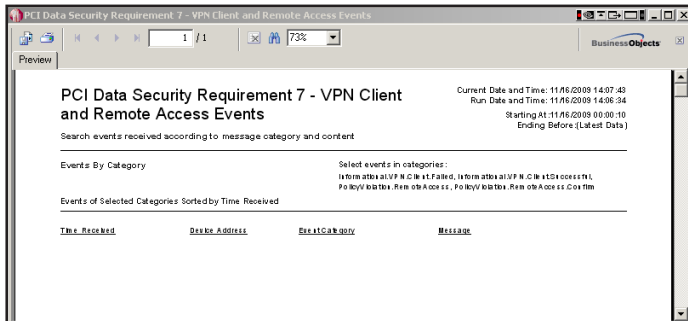 PCI Data Security Requirement 7 - VPN Client and Remote Access Events
1 / 1
73%
BusinessObjects
Preview
PCI Data Security Requirement 7 - VPN Client
and Remote Access Events
Current Date and Time: 11/16/2009 14:07:43
Run Date and Time: 11/16/2009 14:06:34
Starting At :11/16/2009 00:00:10
Ending Before :(Latest Data)
Search events received according to message category and content
Events By Category
Select events in categories:
Informational.VPN.Client.Failed, Informational.VPN.Client.Successful,
PolicyViolation.RemoteAccess, PolicyViolation.RemoteAccess.Confirm
Events of Selected Categories Sorted by Time Received
Time Received Device Address Event Category Message